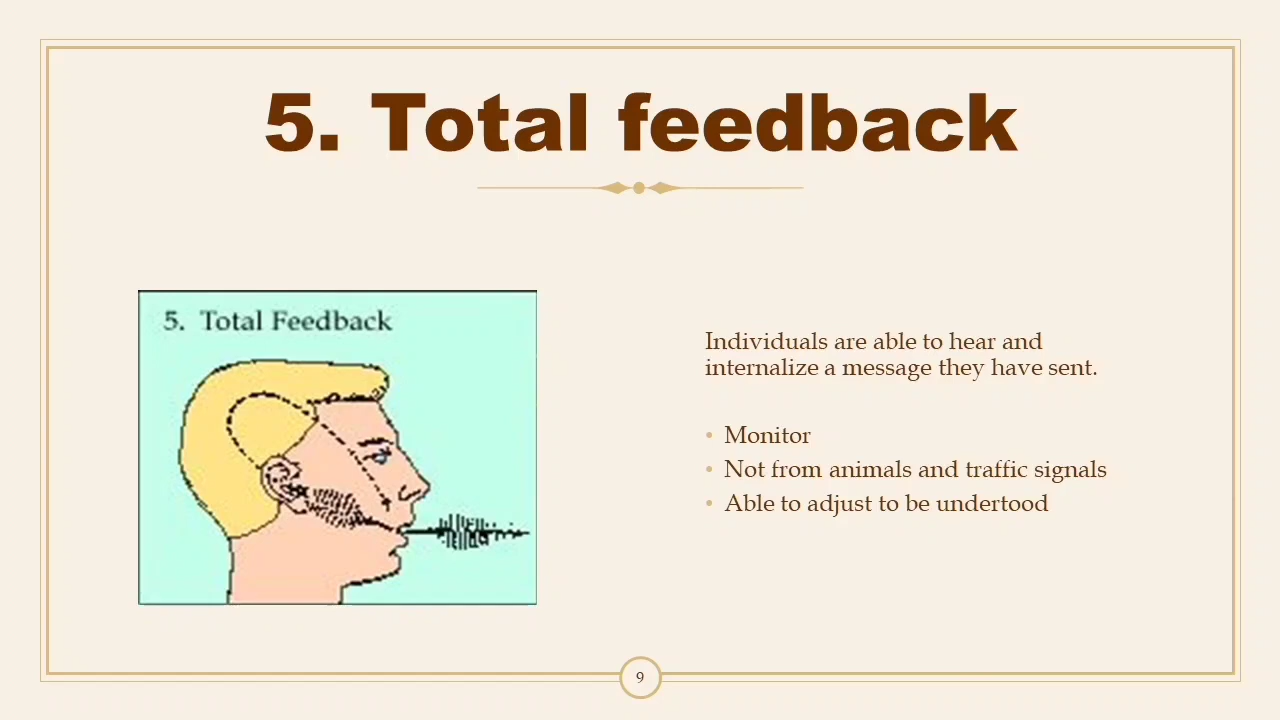 5. Total feedback
5. Total Feedback
Individuals are able to hear and
internalize a message they have sent.
• Monitor
• Not from animals and traffic signals
• Able to adjust to be undertood
9